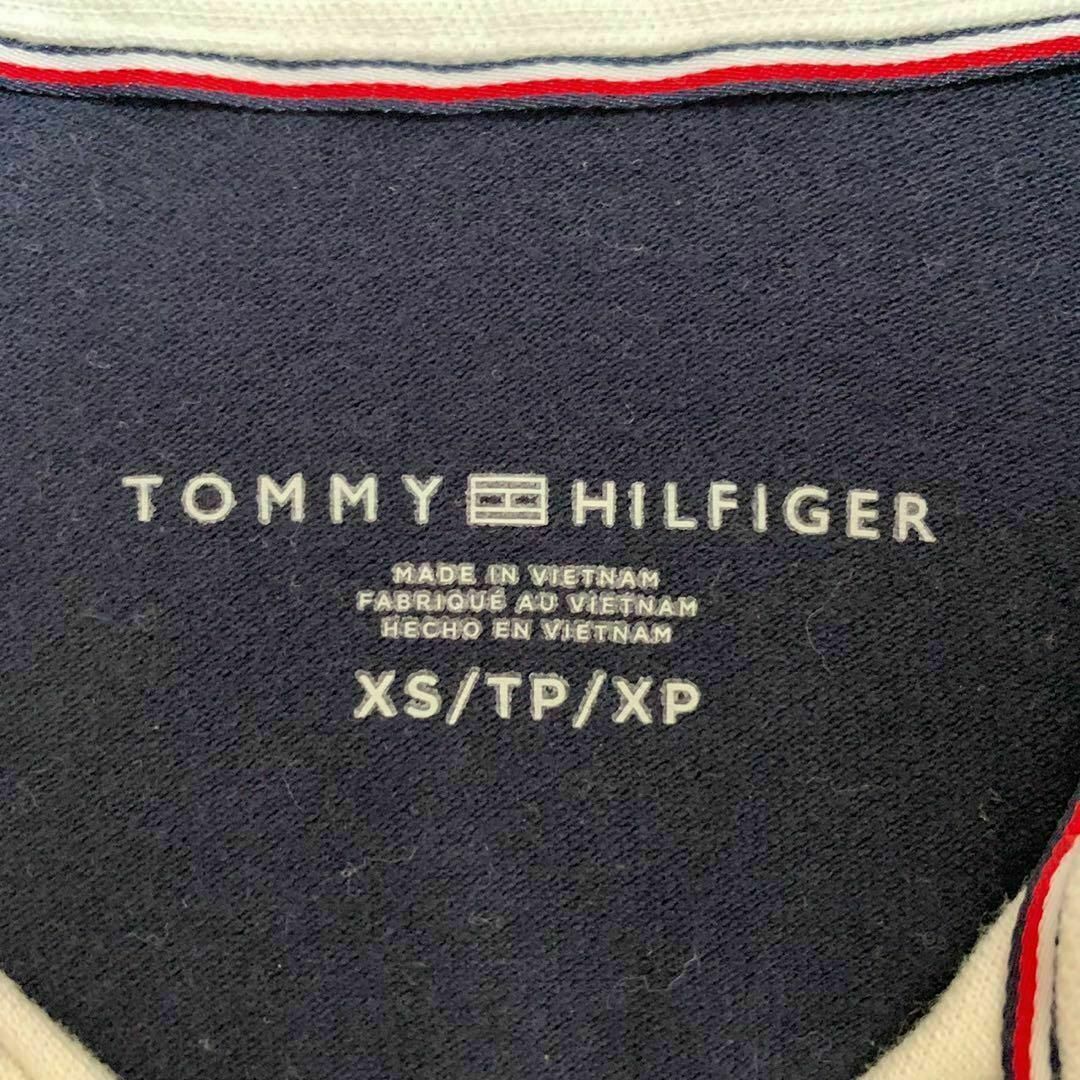 TOMMY HILFIGER
MADE IN VIETNAM
FABRIQUÉ AU VIETNAM
HECHO EN VIETNAM
XS/TP/XP